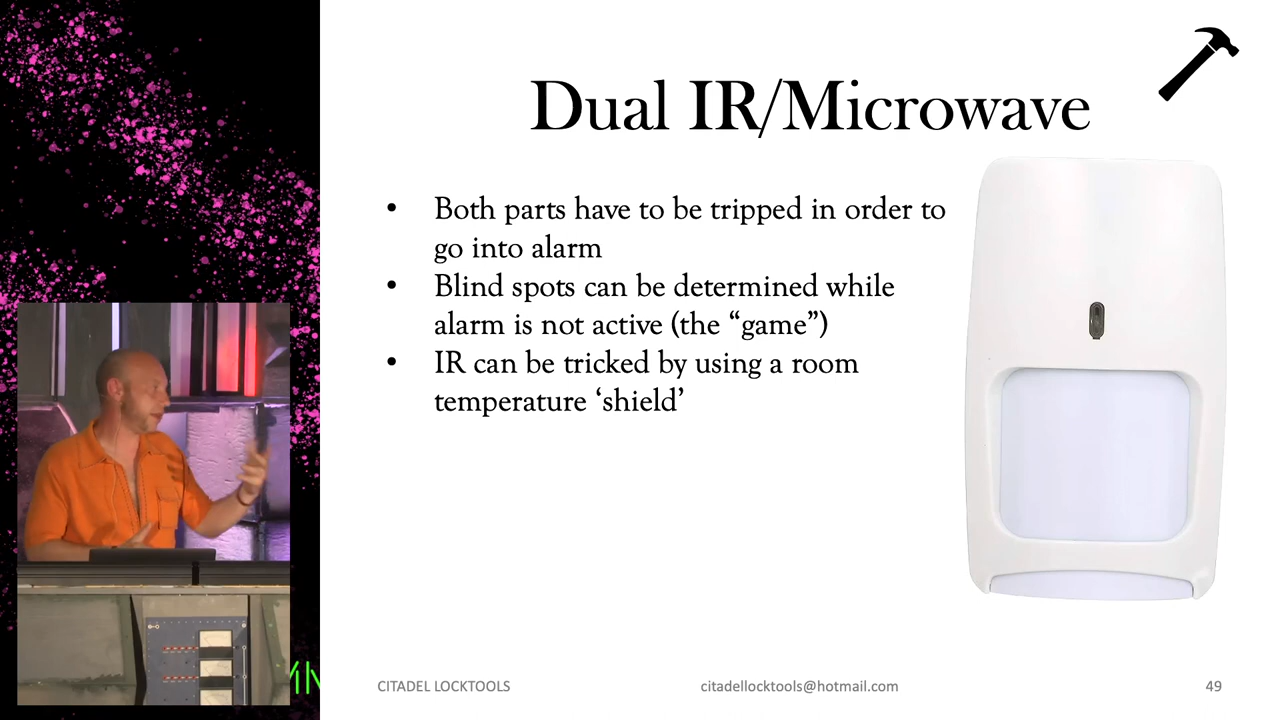 Dual IR/Microwave
• Both parts have to be tripped in order to
go into alarm
• Blind spots can be determined while
alarm is not active (the “game”)
• IR can be tricked by using a room
temperature ‘shield’
CITADEL LOCKTOOLS
citadellocktools@hotmail.com
49